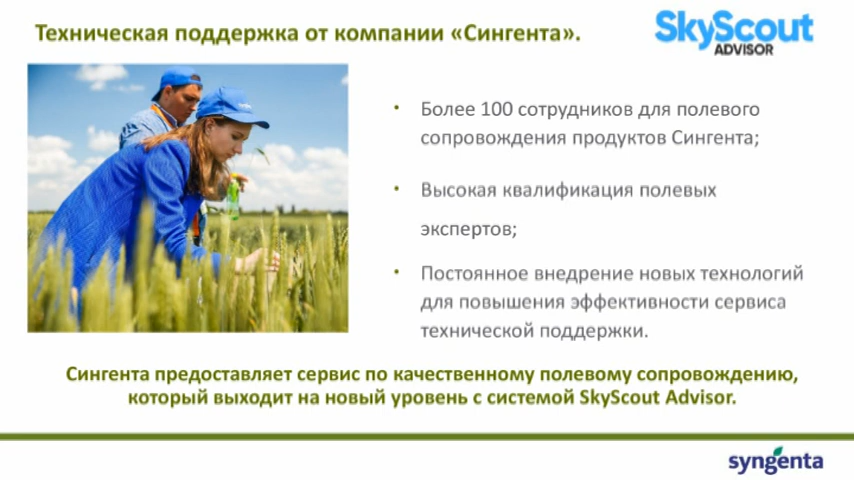 Техническая поддержка от компании «Сингента».
SkyScout
ADVISOR
• Более 100 сотрудников для полевого
сопровождения продуктов Сингента;
• Высокая квалификация полевых
экспертов;
• Постоянное внедрение новых технологий
для повышения эффективности сервиса
технической поддержки.
Сингента предоставляет сервис по качественному полевому сопровождению,
который выходит на новый уровень с системой SkyScout Advisor.
syngenta